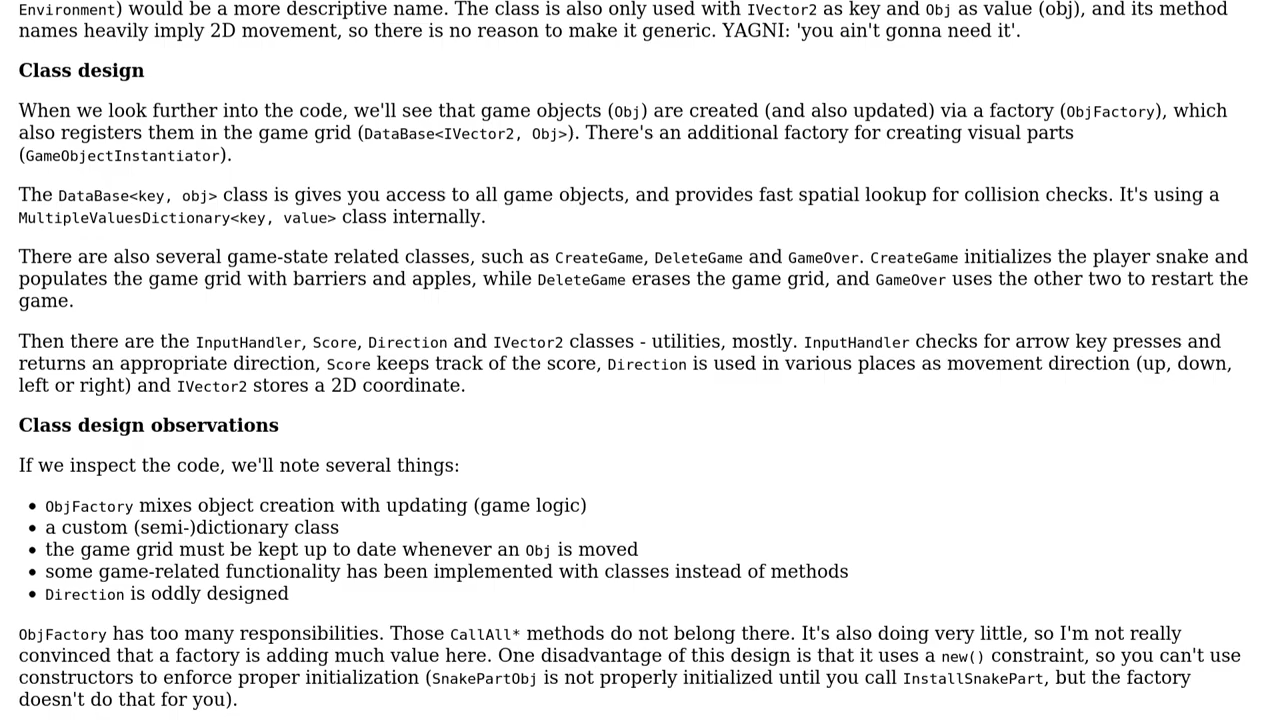 Environment) would be a more descriptive name. The class is also only used with IVector2 as key and Obj as value (obj), and its method
names heavily imply 2D movement, so there is no reason to make it generic. YAGNI: 'you ain't gonna need it'.
Class design
When we look further into the code, we'll see that game objects (Obj) are created (and also updated) via a factory (ObjFactory), which
also registers them in the game grid (DataBase<IVector2, Obj>). There's an additional factory for creating visual parts
(GameObjectInstantiator).
The DataBase<key, obj> class is gives you access to all game objects, and provides fast spatial lookup for collision checks. It's using a
MultipleValuesDictionary<key, value> class internally.
There are also several game-state related classes, such as CreateGame, DeleteGame and GameOver. CreateGame initializes the player snake and
populates the game grid with barriers and apples, while DeleteGame erases the game grid, and GameOver uses the other two to restart the
game.
Then there are the InputHandler, Score, Direction and IVector2 classes - utilities, mostly. InputHandler checks for arrow key presses and
returns an appropriate direction, Score keeps track of the score, Direction is used in various places as movement direction (up, down,
left or right) and IVector2 stores a 2D coordinate.
Class design observations
If we inspect the code, we'll note several things:
• ObjFactory mixes object creation with updating (game logic)
• a custom (semi-)dictionary class
• the game grid must be kept up to date whenever an Obj is moved
• some game-related functionality has been implemented with classes instead of methods
• Direction is oddly designed
ObjFactory has too many responsibilities. Those CallAll* methods do not belong there. It's also doing very little, so I'm not really
convinced that a factory is adding much value here. One disadvantage of this design is that it uses a new() constraint, so you can't use
constructors to enforce proper initialization (SnakePartObj is not properly initialized until you call InstallSnakePart, but the factory
doesn't do that for you).